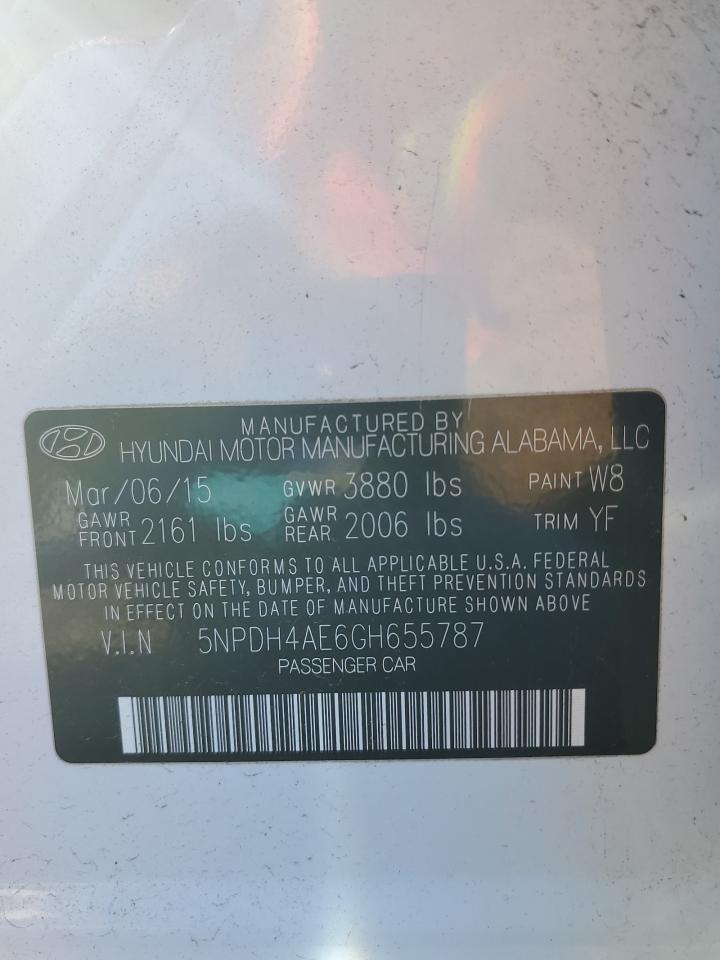 MANUFACTURED BY
HYUNDAI MOTOR MANUFACTURING ALABAMA, LLC
Mar/06/15 GVWR 3880 lbs PAINT W8
GAWR FRONT 2161 lbs GAWR REAR 2006 lbs TRIM YF
THIS VEHICLE CONFORMS TO ALL APPLICABLE U.S.A. FEDERAL
MOTOR VEHICLE SAFETY, BUMPER, AND THEFT PREVENTION STANDARDS
IN EFFECT ON THE DATE OF MANUFACTURE SHOWN ABOVE
V.I.N 5NPDH4AE6GH655787
PASSENGER CAR